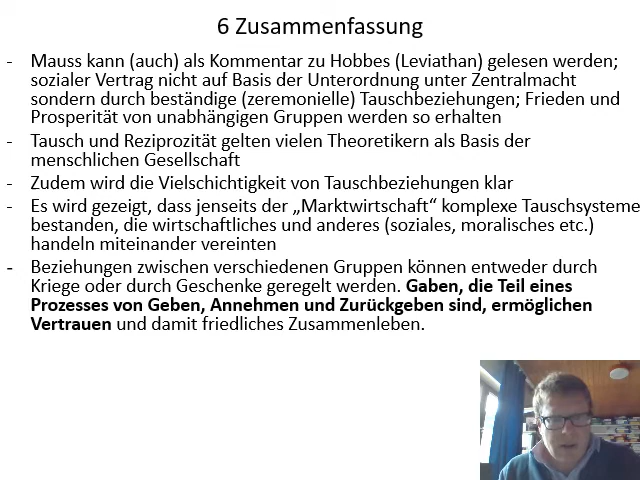 6 Zusammenfassung
- Mauss kann (auch) als Kommentar zu Hobbes (Leviathan) gelesen werden;
sozialer Vertrag nicht auf Basis der Unterordnung unter Zentralmacht
sondern durch beständige (zeremonielle) Tauschbeziehungen; Frieden und
Prosperität von unabhängigen Gruppen werden so erhalten
- Tausch und Reziprozität gelten vielen Theoretikern als Basis der
menschlichen Gesellschaft
- Zudem wird die Vielschichtigkeit von Tauschbeziehungen klar
- Es wird gezeigt, dass jenseits der „Marktwirtschaft“ komplexe Tauschsysteme
bestanden, die wirtschaftliches und anderes (soziales, moralisches etc.)
handeln miteinander vereinten
- Beziehungen zwischen verschiedenen Gruppen können entweder durch
Kriege oder durch Geschenke geregelt werden. Gaben, die Teil eines
Prozesses von Geben, Annehmen und Zurückgeben sind, ermöglichen
Vertrauen und damit friedliches Zusammenleben.